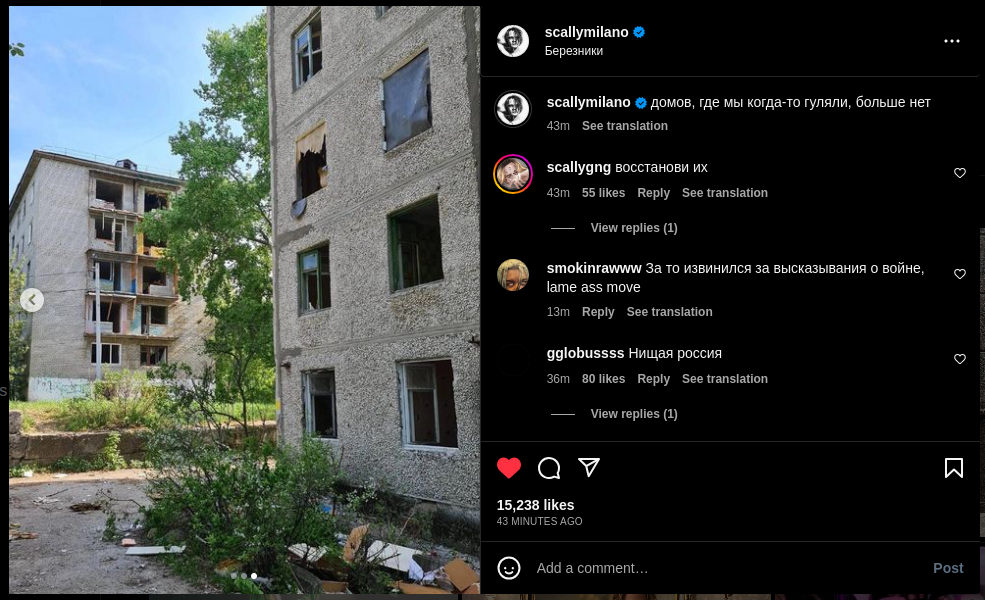 scallymilano
Березники
scallymilano домов, где мы когда-то гуляли, больше нет
43m See translation
scallygng восстанови их
43m 55 likes Reply See translation
View replies (1)
smokinrawww За то извинился за высказывания о войне,
lame ass move
13m Reply See translation
gglobussss Нищая россия
36m 80 likes Reply See translation
View replies (1)
15,238 likes
43 MINUTES AGO
Add a comment…
Post